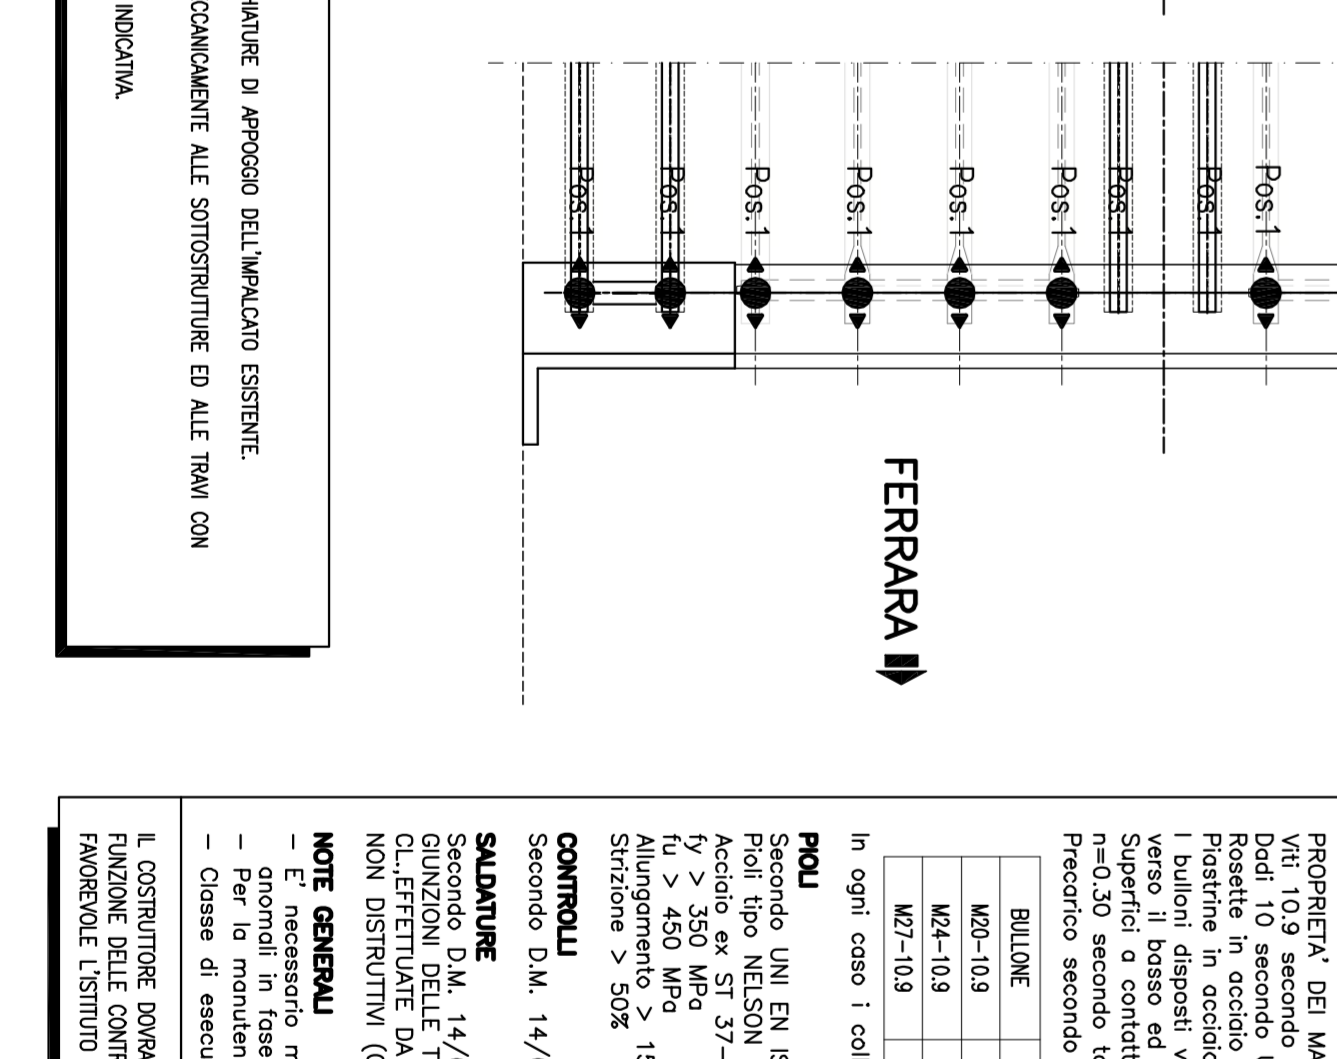 Pos.1
Pos.1
Pos.1
Pos.1
Pos.1
Pos.1
Pos.1
Pos.1
Pos.1
FERRARA
HIATURE DI APPOGGIO DELL'IMPALCATO ESISTENTE.
CCANICAMENTE ALLE SOTTOSTRUTTURE ED ALLE TRAVI CON
INDICATIVA.
PROPRIETA' DEI MA
Viti 10.9 secondo
Dadi 10 secondo
Rosette in acciaio
Piastrine in acciaio
I bulloni disposti v
verso il basso ed
Superfici a contatt
n=0.30 secondo to
Precarico secondo
BULLONE
M20-10.9
M24-10.9
M27-10.9
In ogni caso i coll
PIOLI
Secondo UNI EN IS
Pioli tipo NELSON
Acciaio ex ST 37-
fy > 350 MPa
fu > 450 MPa
Allungamento > 15
Strizione > 50%
CONTROLLI
Secondo D.M. 14/
SALDATURE
Secondo D.M. 14/
GIUNZIONI DELLE T
CL.,EFFETTUATE DA
NON DISTRUTTIVI (
NOTE GENERALI
- E' necessario m
anomali in fase
- Per la manuten
- Classe di esecu
IL COSTRUTTORE DOVRA
FUNZIONE DELLE CONTR
FAVOREVOLE L'ISTITUTO